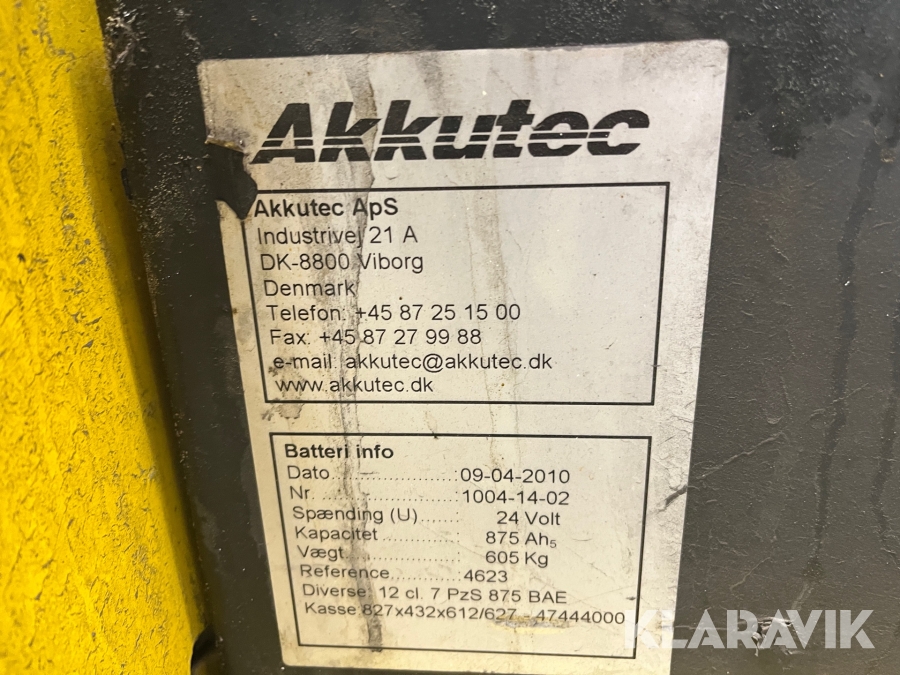 Akkutec
Akkutec ApS
Industrivej 21 A
DK-8800 Viborg
Denmark
Telefon: +45 87 25 15 00
Fax: +45 87 27 99 88
e-mail: akkutec@akkutec.dk
www.akkutec.dk
Batteri info
Dato....................:09-04-2010
Nr.......................:1004-14-02
Spænding (U)......: 24 Volt
Kapacitet.............: 875 Ah₅
Vægt...................: 605 Kg
Reference............:4623
Diverse: 12 cl. 7 PzS 875 BAE
Kasse:827x432x612/627 - 47444000
KLARAVIK